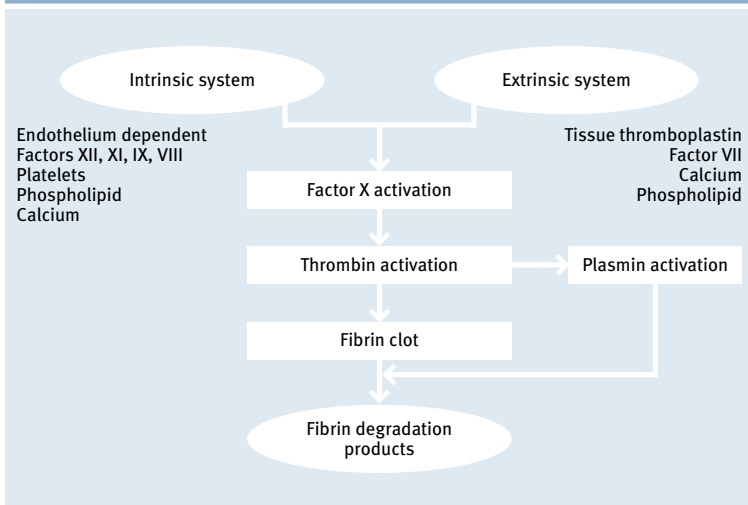 Intrinsic system
Extrinsic system
Endothelium dependent
Factors XII, XI, IX, VIII
Platelets
Phospholipid
Calcium
Tissue thromboplastin
Factor VII
Calcium
Phospholipid
Factor X activation
Thrombin activation
Plasmin activation
Fibrin clot
Fibrin degradation
products